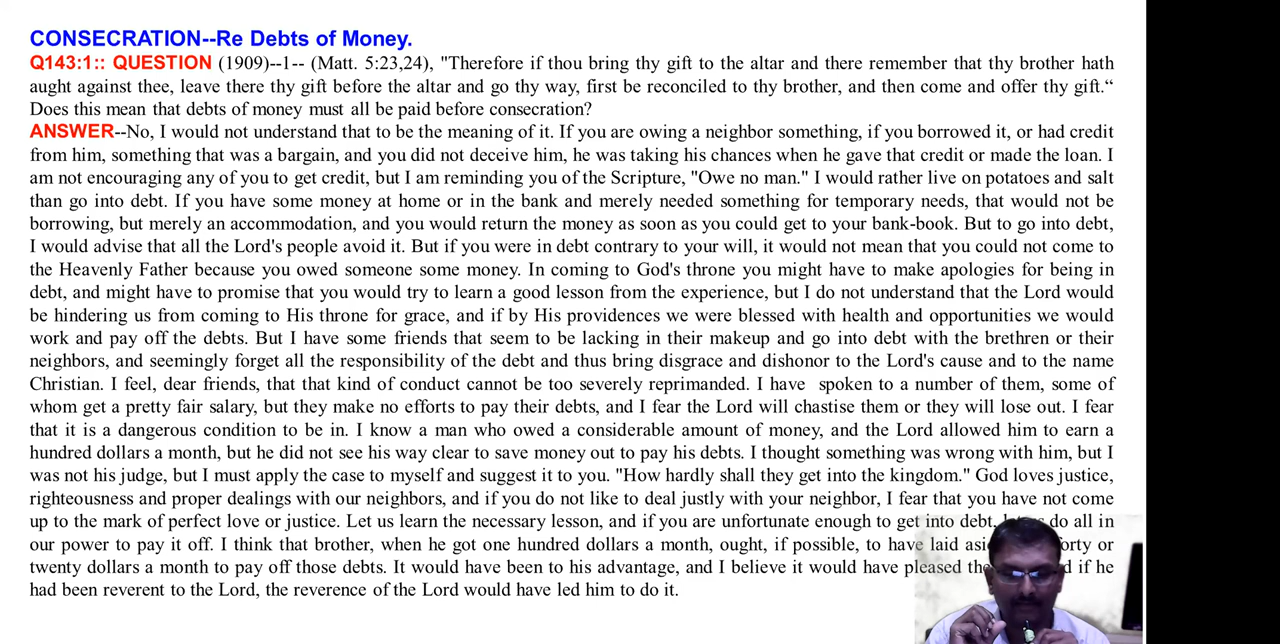 CONSECRATION--Re Debts of Money.
Q143:1:: QUESTION (1909)--1-- (Matt. 5:23,24), "Therefore if thou bring thy gift to the altar and there remember that thy brother hath
aught against thee, leave there thy gift before the altar and go thy way, first be reconciled to thy brother, and then come and offer thy gift.“
Does this mean that debts of money must all be paid before consecration?
ANSWER--No, I would not understand that to be the meaning of it. If you are owing a neighbor something, if you borrowed it, or had credit
from him, something that was a bargain, and you did not deceive him, he was taking his chances when he gave that credit or made the loan. I
am not encouraging any of you to get credit, but I am reminding you of the Scripture, "Owe no man." I would rather live on potatoes and salt
than go into debt. If you have some money at home or in the bank and merely needed something for temporary needs, that would not be
borrowing, but merely an accommodation, and you would return the money as soon as you could get to your bank-book. But to go into debt,
I would advise that all the Lord's people avoid it. But if you were in debt contrary to your will, it would not mean that you could not come to
the Heavenly Father because you owed someone some money. In coming to God's throne you might have to make apologies for being in
debt, and might have to promise that you would try to learn a good lesson from the experience, but I do not understand that the Lord would
be hindering us from coming to His throne for grace, and if by His providences we were blessed with health and opportunities we would
work and pay off the debts. But I have some friends that seem to be lacking in their makeup and go into debt with the brethren or their
neighbors, and seemingly forget all the responsibility of the debt and thus bring disgrace and dishonor to the Lord's cause and to the name
Christian. I feel, dear friends, that that kind of conduct cannot be too severely reprimanded. I have spoken to a number of them, some of
whom get a pretty fair salary, but they make no efforts to pay their debts, and I fear the Lord will chastise them or they will lose out. I fear
that it is a dangerous condition to be in. I know a man who owed a considerable amount of money, and the Lord allowed him to earn a
hundred dollars a month, but he did not see his way clear to save money out to pay his debts. I thought something was wrong with him, but I
was not his judge, but I must apply the case to myself and suggest it to you. "How hardly shall they get into the kingdom." God loves justice,
righteousness and proper dealings with our neighbors, and if you do not like to deal justly with your neighbor, I fear that you have not come
up to the mark of perfect love or justice. Let us learn the necessary lesson, and if you are unfortunate enough to get into debt, do all in
our power to pay it off. I think that brother, when he got one hundred dollars a month, ought, if possible, to have laid or
twenty dollars a month to pay off those debts. It would have been to his advantage, and I believe it would have pleased if he
had been reverent to the Lord, the reverence of the Lord would have led him to do it.